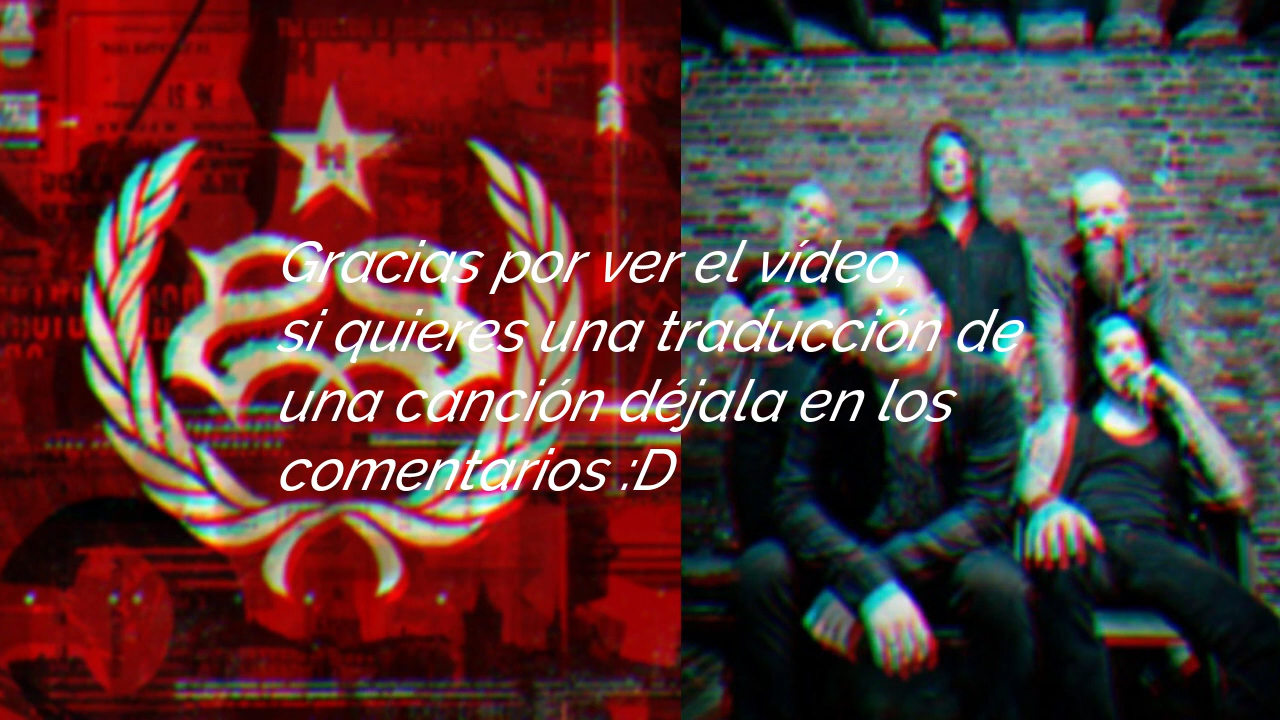 Gracias por ver el vídeo,
si quieres una traducción de
una canción déjala en los
comentarios :D